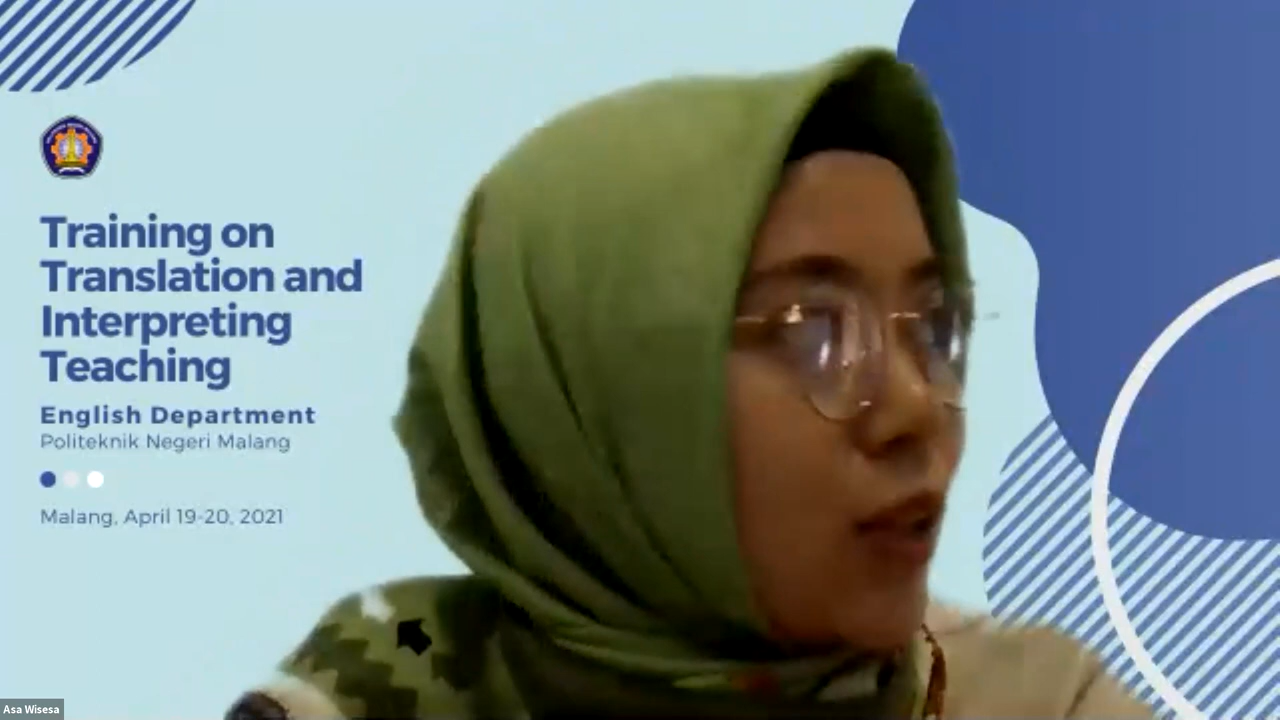 Training on
Translation and
Interpreting
Teaching
English Department
Politeknik Negeri Malang
Malang, April 19-20, 2021
Asa Wisesa